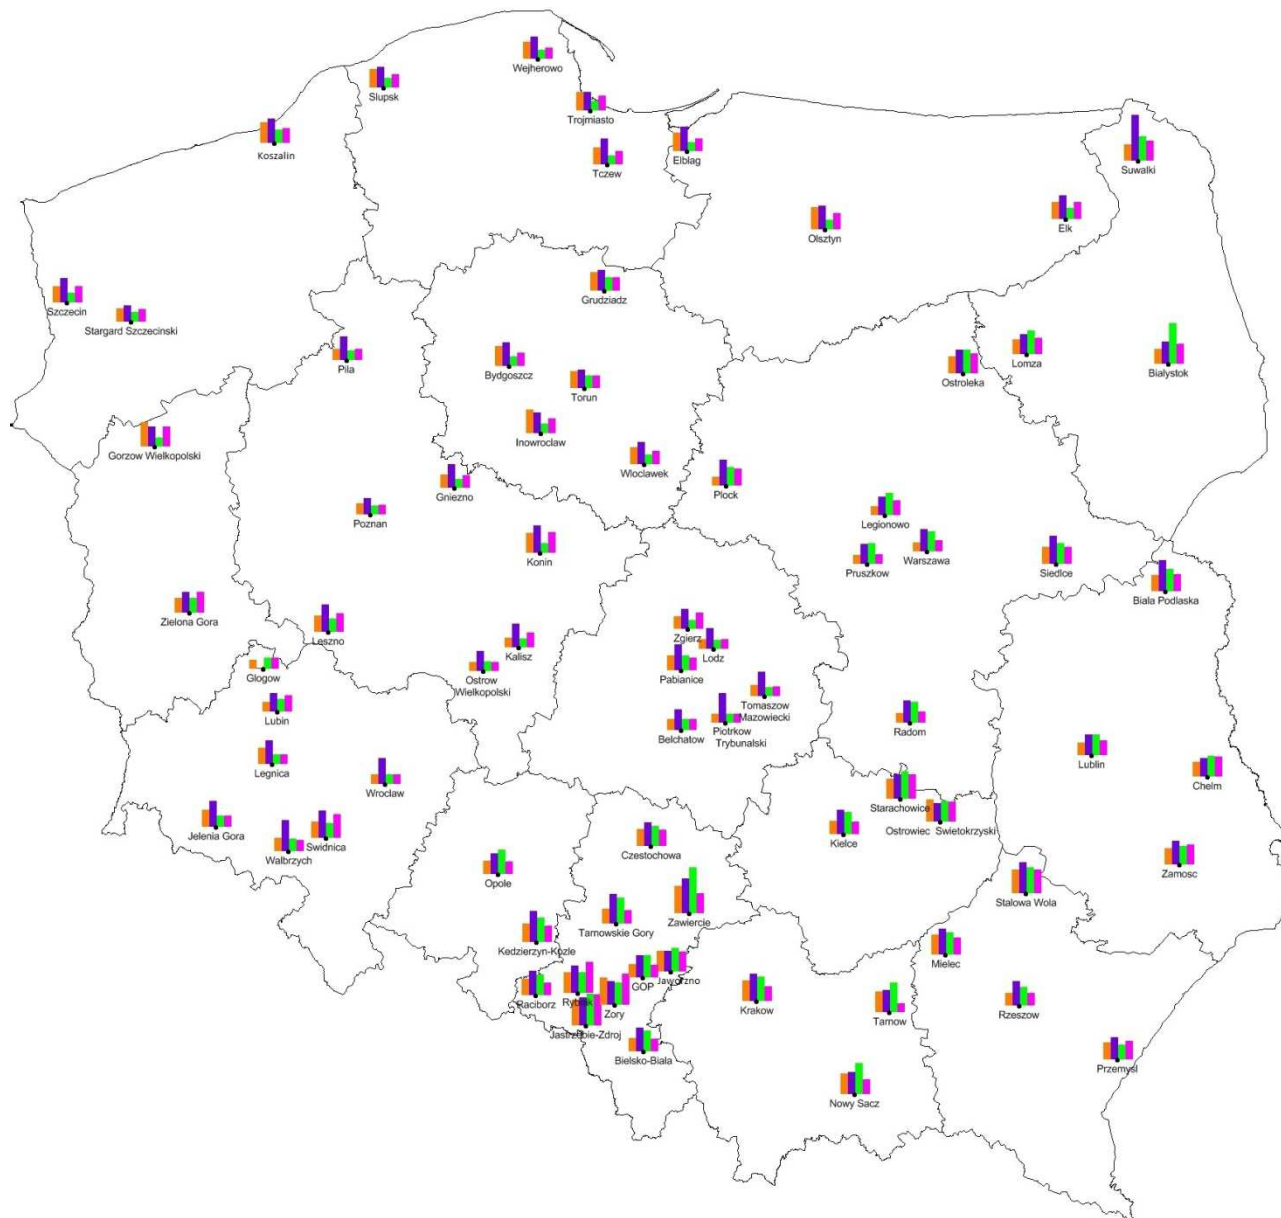 Wejherowo
Slupsk
Trojmiasto
Koszalin
Tczew
Elblag
Suwalki
Olsztyn
Elk
Szczecin
Stargard Szczecinski
Grudziadz
Pila
Bydgoszcz
Torun
Ostroleka
Lomza
Bialystok
Gorzow Wielkopolski
Inowroclaw
Wloclawek
Gniezno
Plock
Poznan
Legionowo
Warszawa
Konin
Pruszkow
Siedlce
Biala Podlaska
Zielona Gora
Leszno
Zgierz
Kalisz
Lodz
Glogow
Ostrow
Wielkopolski
Pabianice
Lubin
Tomaszow
Mazowiecki
Belchatow
Piotrkow
Trybunalski
Radom
Legnica
Wroclaw
Lublin
Chelm
Jelenia Gora
Walbrzych
Swidnica
Starachowice
Kielce
Ostrowiec Swietokrzyski
Czestochowa
Opole
Zamosc
Zawiercie
Stalowa Wola
Tarnowskie Gory
Kedzierzyn-Kozle
Mielec
GOP
Jaworzno
Raciborz
Rybnik
Zory
Krakow
Tarnow
Rzeszow
Jastrzebie-Zdroj
Bielsko-Biala
Przemysl
Nowy Sacz